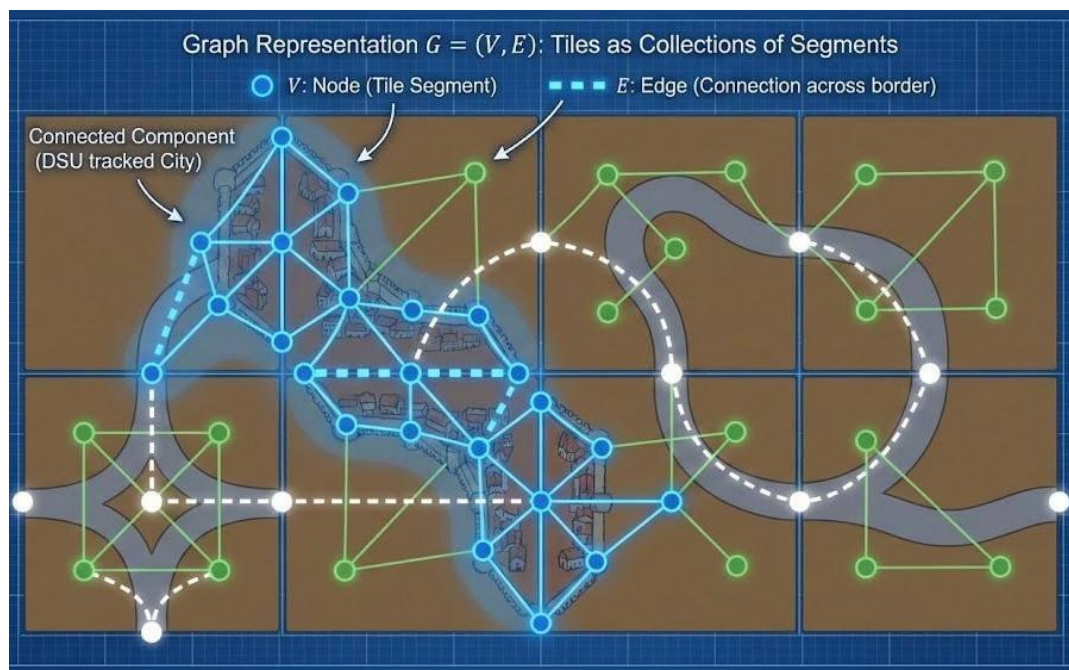 Graph Representation G = (V, E): Tiles as Collections of Segments
V: Node (Tile Segment)
E: Edge (Connection across border)
Connected Component
(DSU tracked City)